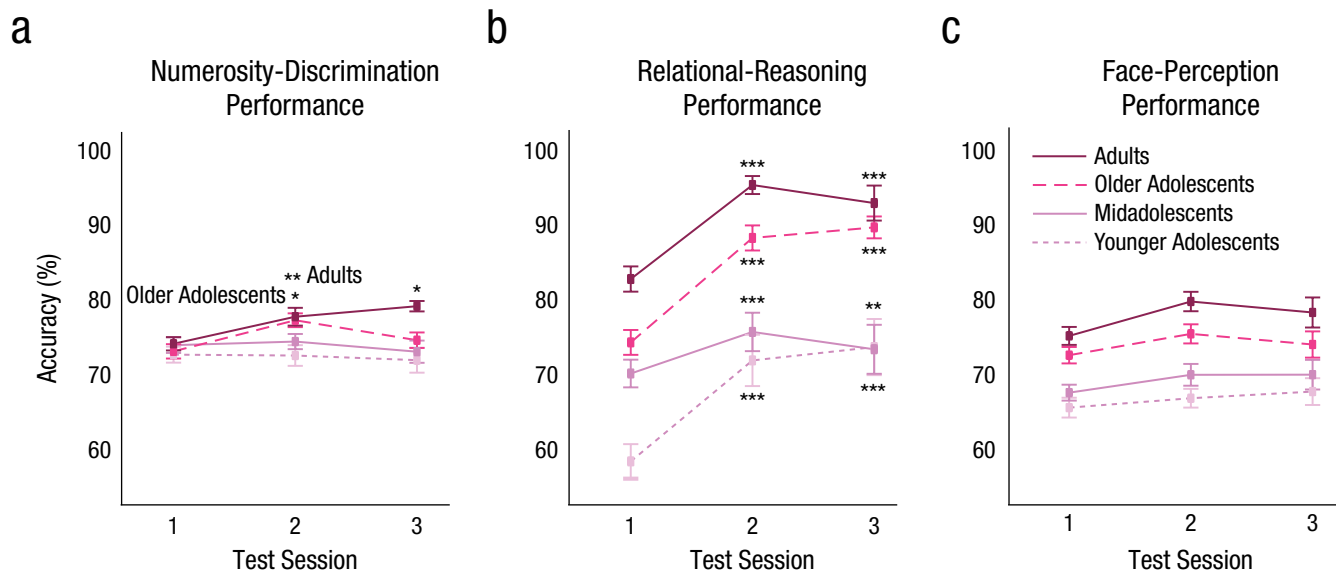 a
Numerosity-Discrimination
Performance
Accuracy (%)
100
90
80
70
60
** Adults
Older Adolescents *
*
1 2 3
Test Session
b
Relational-Reasoning
Performance
100
90
80
70
60
***
***
***
***
***
**
***
***
1 2 3
Test Session
c
Face-Perception
Performance
100
90
80
70
60
Adults
Older Adolescents
Midadolescents
Younger Adolescents
1 2 3
Test Session